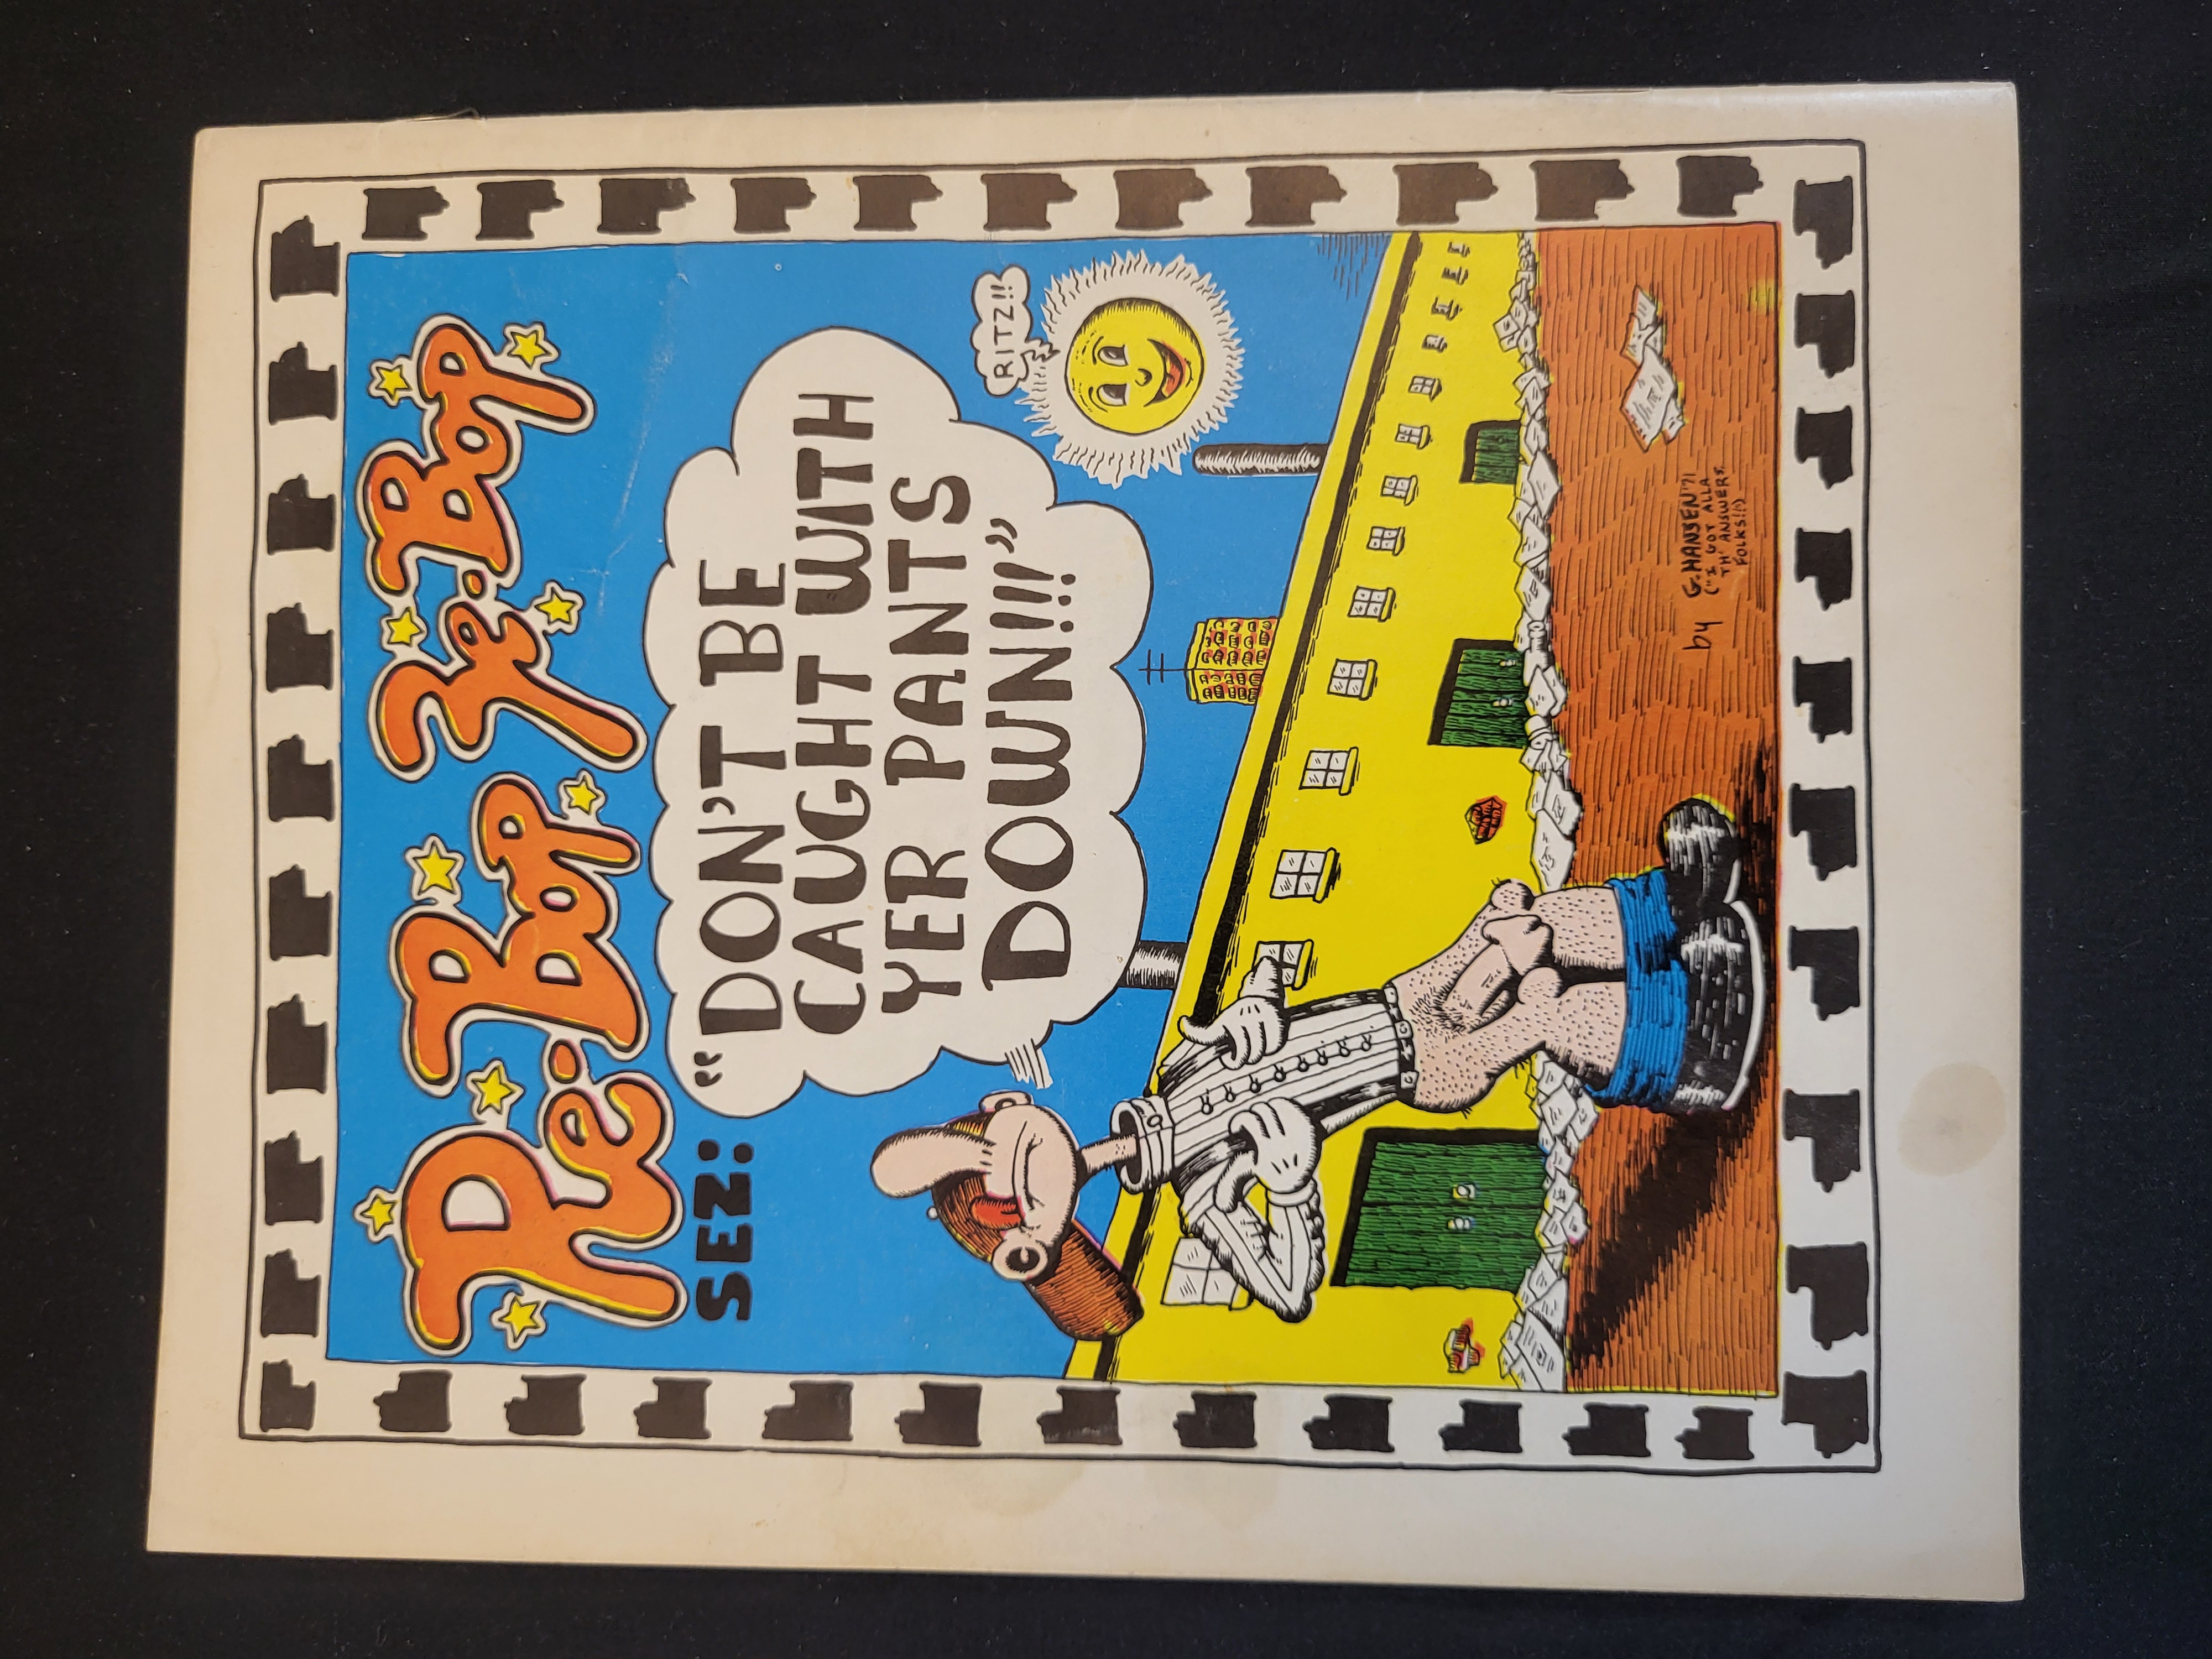 Re-Bop Ze-Bop
SEZ:
"DON'T BE
CAUGHT WITH
YER PANTS
DOWN!!!"
RITZ!!
by G. HANSEN '71
("I GOT ALLA
TH' ANSWERS,
FOLKS!")